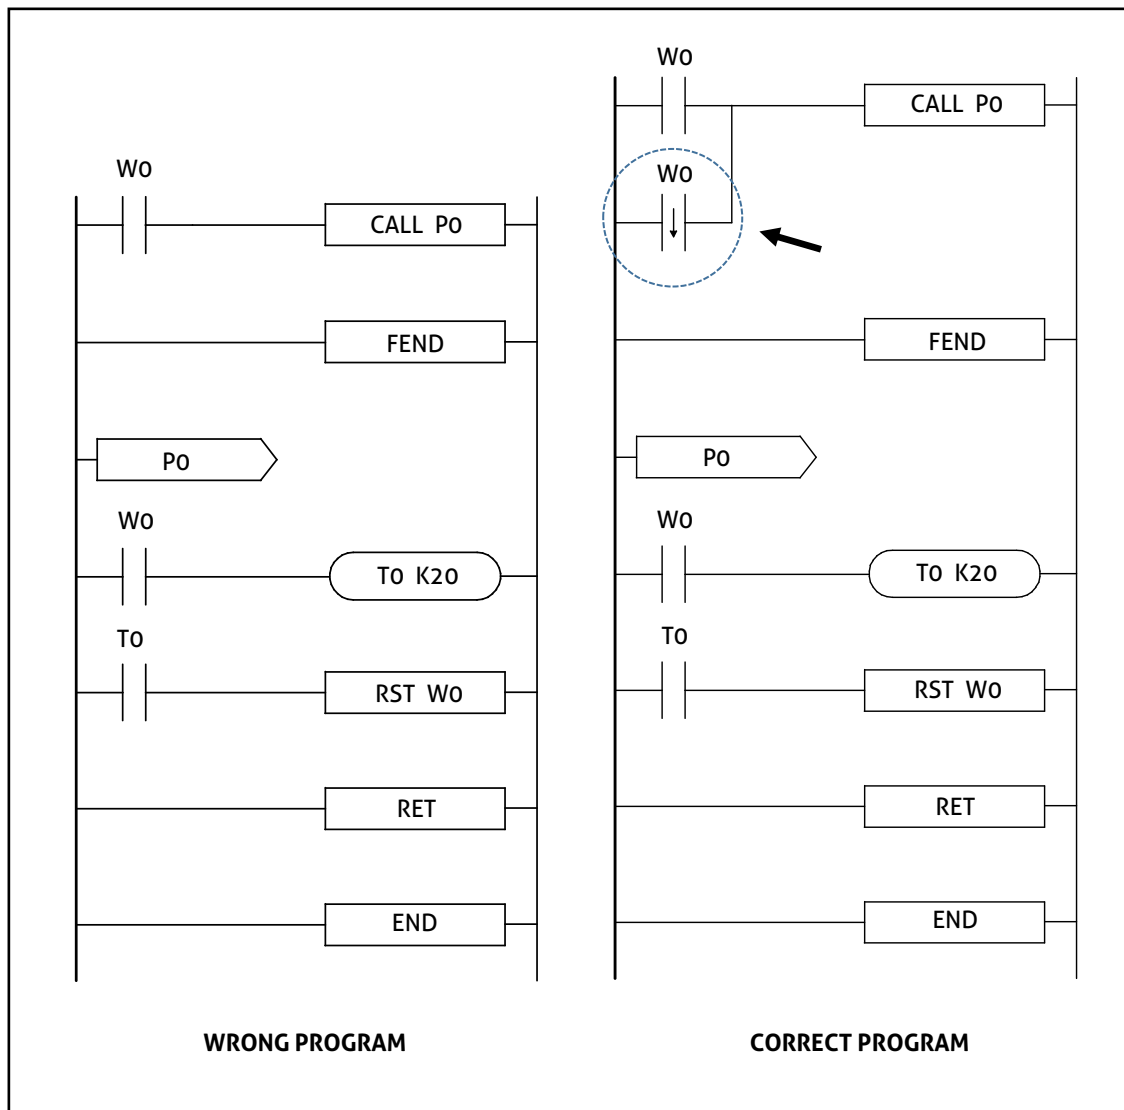 W0
CALL P0
FEND
P0
W0
T0 K20
T0
RST W0
RET
END
WRONG PROGRAM
W0
CALL P0
W0
FEND
P0
W0
T0 K20
T0
RST W0
RET
END
CORRECT PROGRAM